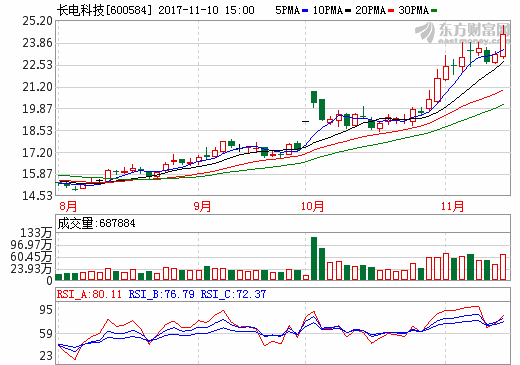 长电科技[600584] 2017-11-10 15:00 5PMA 10PMA 20PMA 30PMA
东方财富网
eastmoney.com
25.20
23.86
22.53
21.20
19.87
18.53
17.20
15.87
14.53
8月 9月 10月 11月
成交量:687884
133万
96.97万
60.45万
23.93万
0
RSI_A:80.11 RSI_B:76.79 RSI_C:72.37
95
59
23